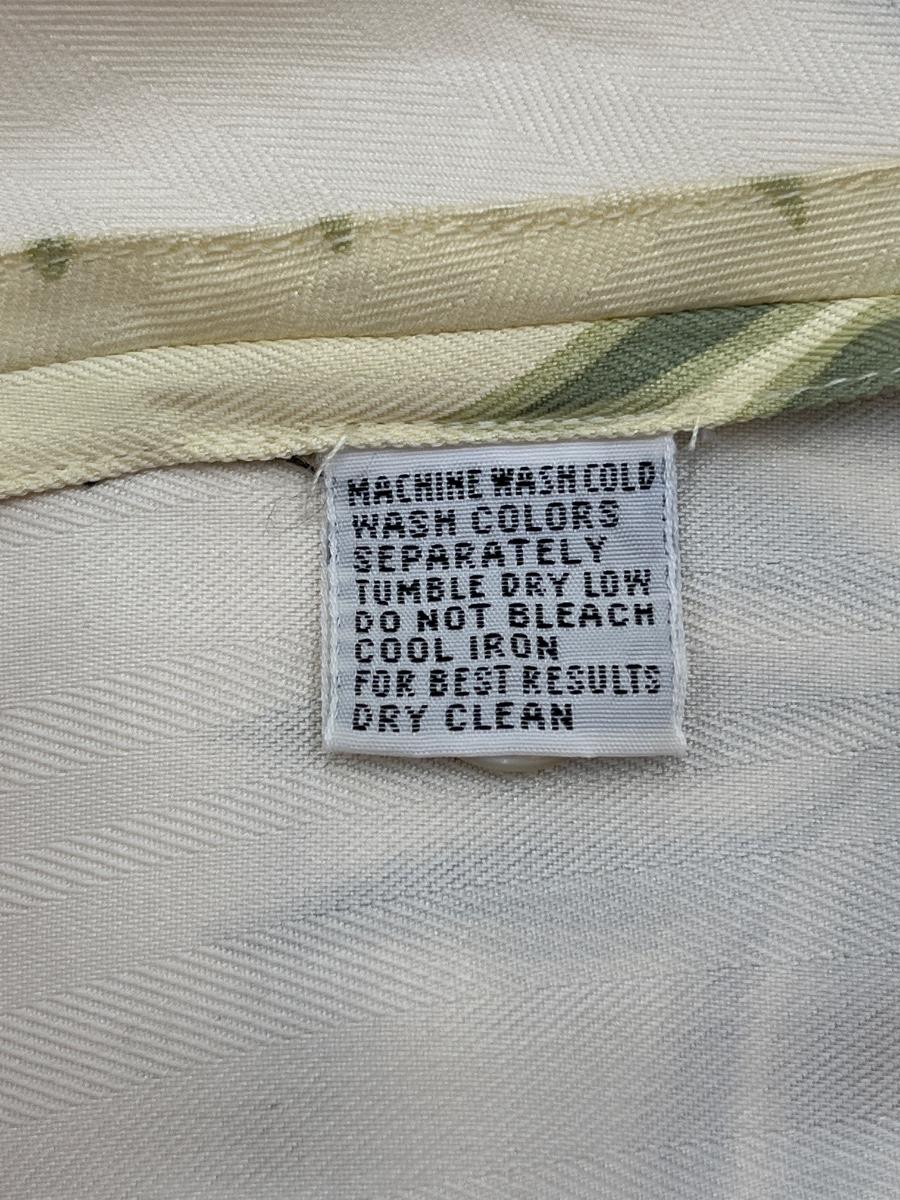 MACHINE WASH COLD
WASH COLORS
SEPARATELY
TUMBLE DRY LOW
DO NOT BLEACH
COOL IRON
FOR BEST RESULTS
DRY CLEAN